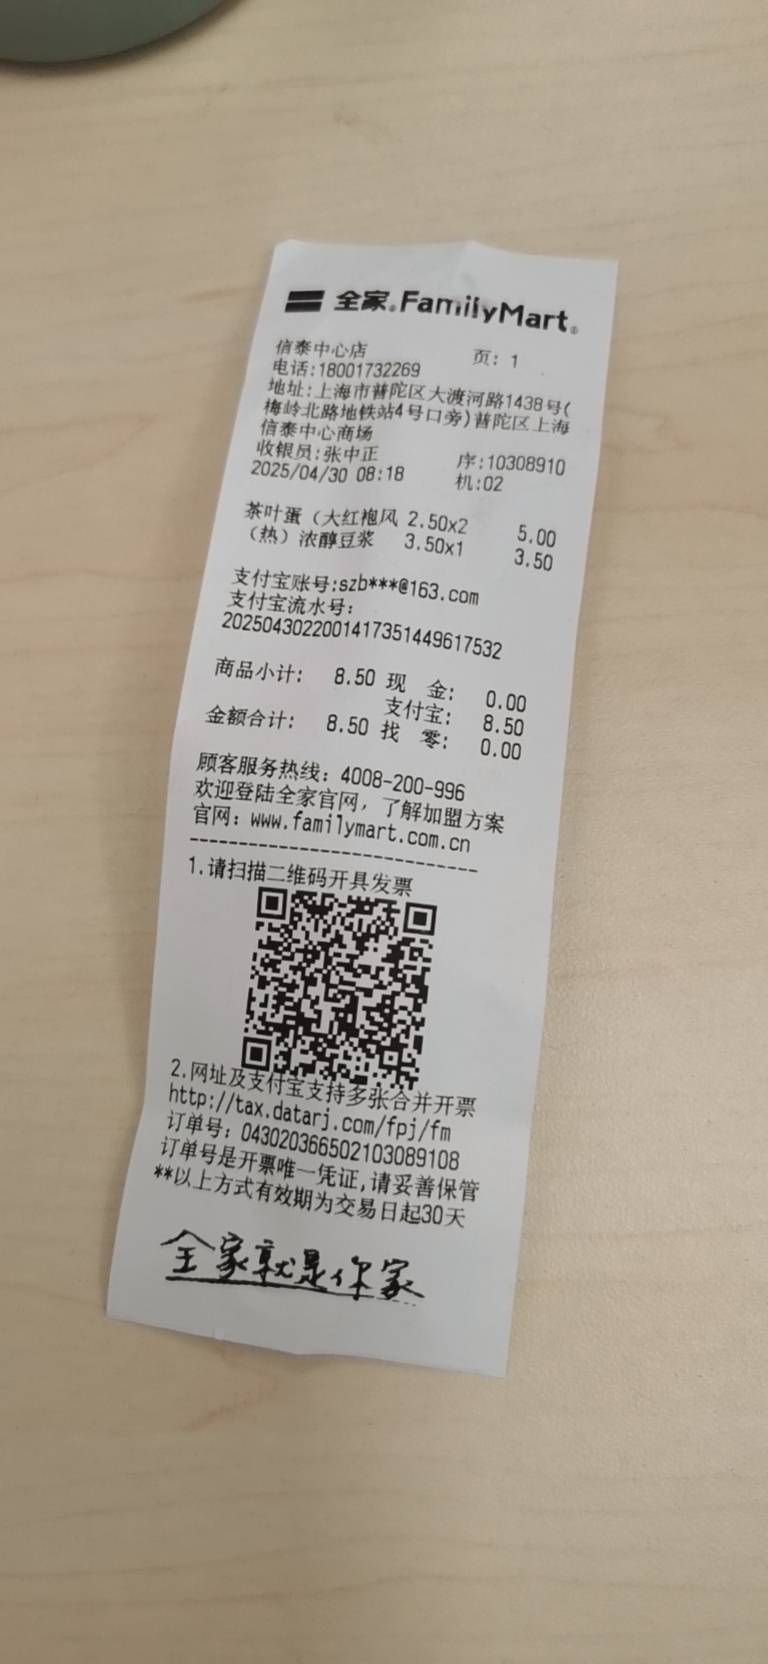 全家 FamilyMart
信泰中心店 页: 1
电话:18001732269
地址:上海市普陀区大渡河路1438号(
梅岭北路地铁站4号口旁)普陀区上海
信泰中心商场
收银员:张中正 序:10308910
2025/04/30 08:18 机:02
茶叶蛋（大红袍风 2.50x2 5.00
（热）浓醇豆浆 3.50x1 3.50
支付宝账号:szb***@163.com
支付宝流水号:
2025043022001417351449617532
商品小计: 8.50 现 金: 0.00
支付宝: 8.50
金额合计: 8.50 找 零: 0.00
顾客服务热线: 4008-200-996
欢迎登陆全家官网, 了解加盟方案
官网: www.familymart.com.cn
1.请扫描二维码开具发票
2.网址及支付宝支持多张合并开票
http://tax.datarj.com/fpj/fm
订单号: 043020366502103089108
订单号是开票唯一凭证,请妥善保管
**以上方式有效期为交易日起30天
全家就是你家